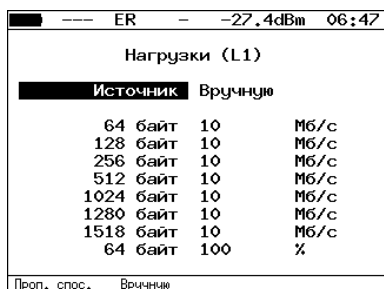 --- ER - -27.4dBm 06:47
Нагрузки (L1)
Источник Вручную
64 байт 10 Мб/с
128 байт 10 Мб/с
256 байт 10 Мб/с
512 байт 10 Мб/с
1024 байт 10 Мб/с
1280 байт 10 Мб/с
1518 байт 10 Мб/с
64 байт 100 %
Проп. спос. Вручную